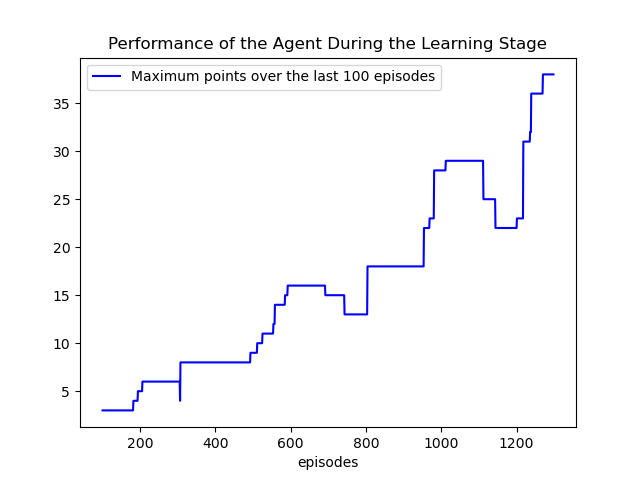 Performance of the Agent During the Learning Stage
Maximum points over the last 100 episodes
35
30
25
20
15
10
5
200 400 600 800 1000 1200
episodes